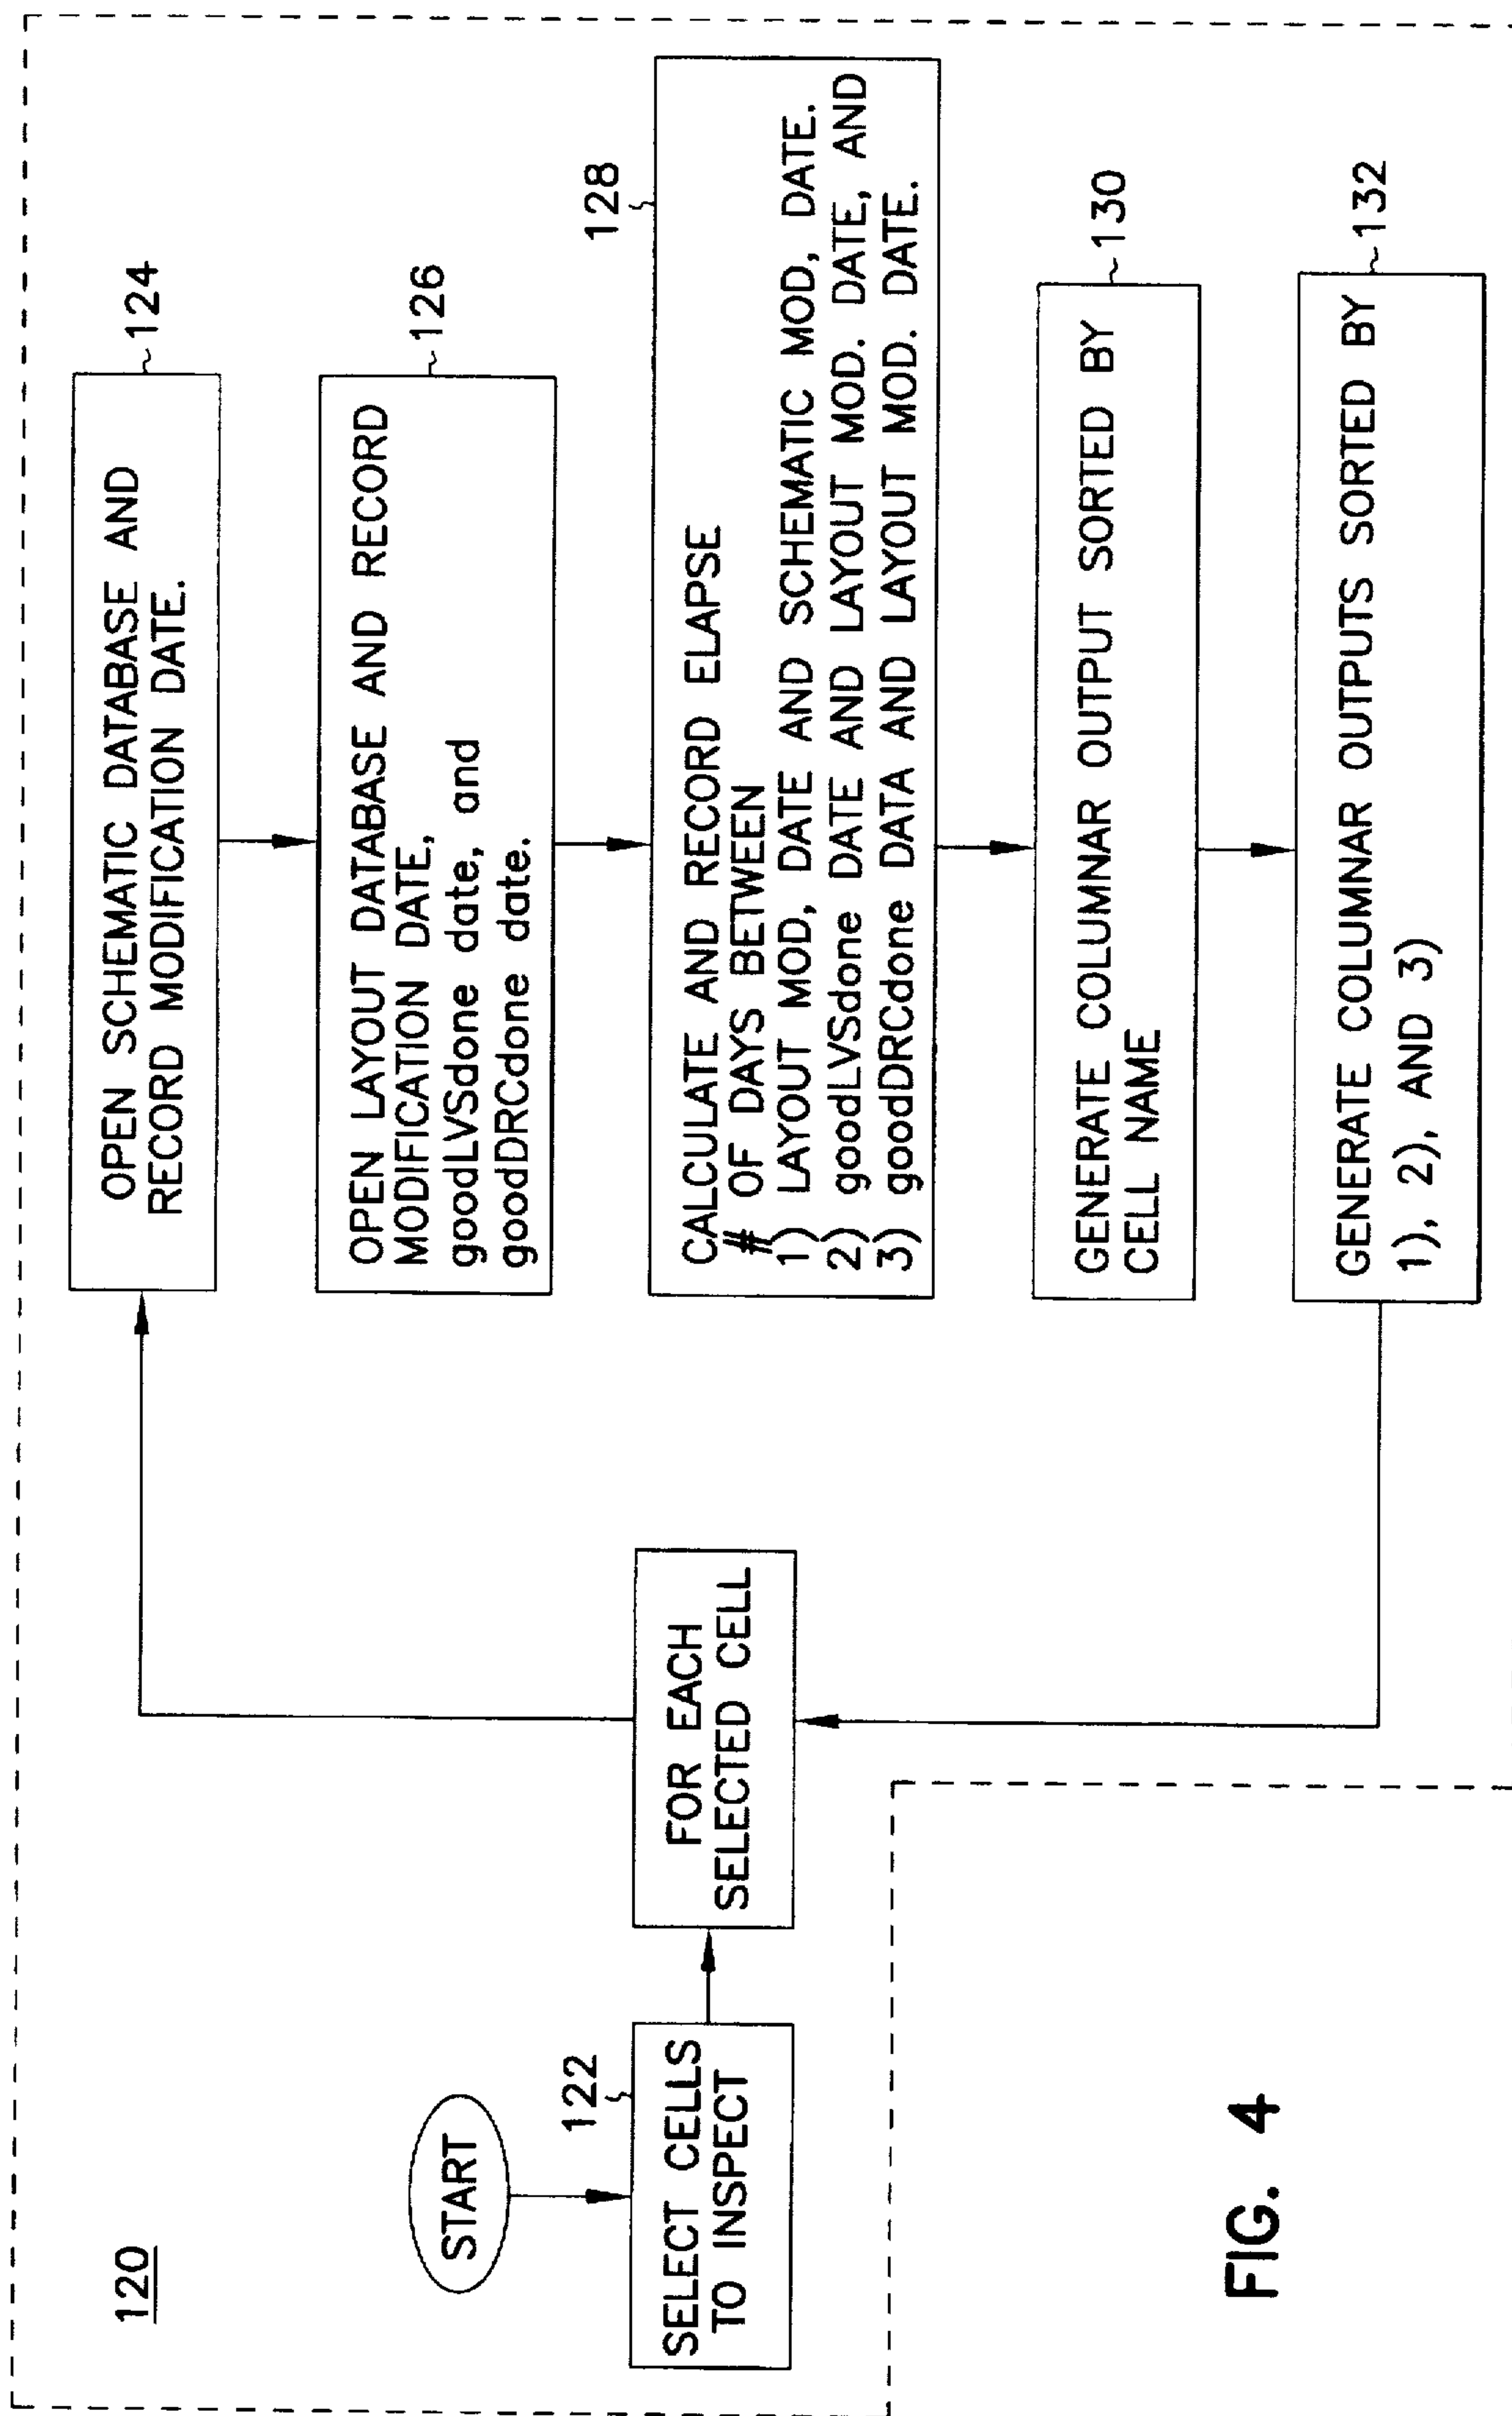 120
START
122
SELECT CELLS
TO INSPECT
FOR EACH
SELECTED CELL
124
OPEN SCHEMATIC DATABASE AND
RECORD MODIFICATION DATE.
126
OPEN LAYOUT DATABASE AND RECORD
MODIFICATION DATE,
goodLVSdone date, and
goodDRCdone date.
128
CALCULATE AND RECORD ELAPSE
# OF DAYS BETWEEN
1) LAYOUT MOD, DATE AND SCHEMATIC MOD, DATE.
2) goodLVSdone DATE AND LAYOUT MOD. DATE, AND
3) goodDRCdone DATA AND LAYOUT MOD. DATE.
130
GENERATE COLUMNAR OUTPUT SORTED BY
CELL NAME
132
GENERATE COLUMNAR OUTPUTS SORTED BY
1), 2), AND 3)
FIG. 4